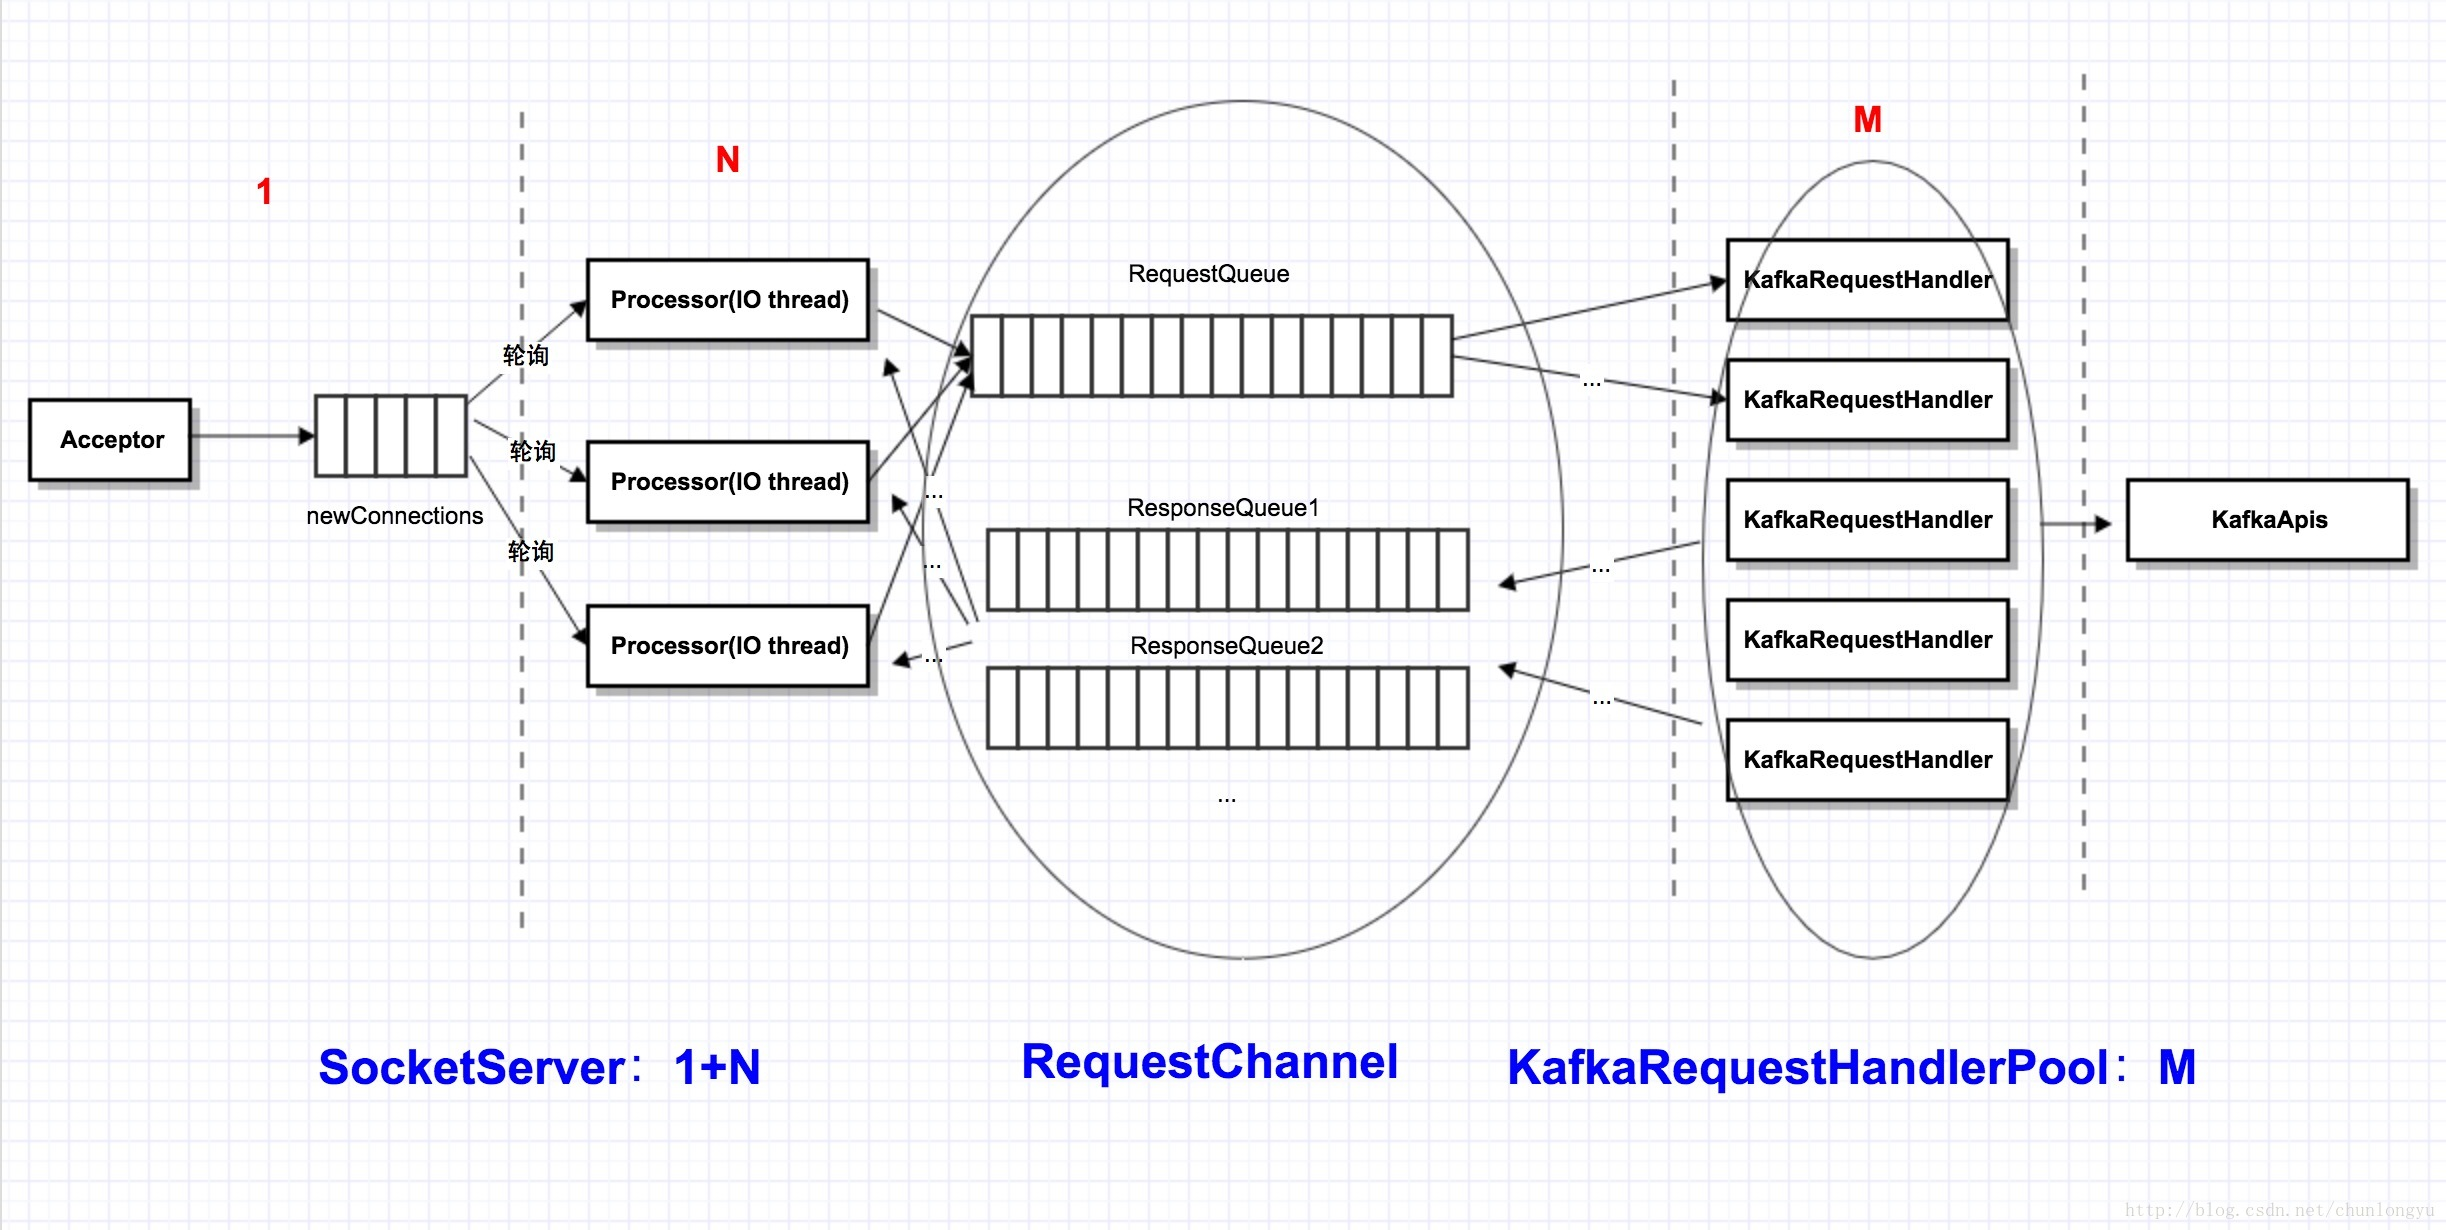 1
N
M
Acceptor
newConnections
轮询
轮询
轮询
Processor(IO thread)
Processor(IO thread)
Processor(IO thread)
...
...
...
RequestQueue
ResponseQueue1
ResponseQueue2
...
...
...
...
KafkaRequestHandler
KafkaRequestHandler
KafkaRequestHandler
KafkaRequestHandler
KafkaRequestHandler
KafkaApis
SocketServer：1+N
RequestChannel
KafkaRequestHandlerPool：M
http://blog.csdn.net/chunlongyu